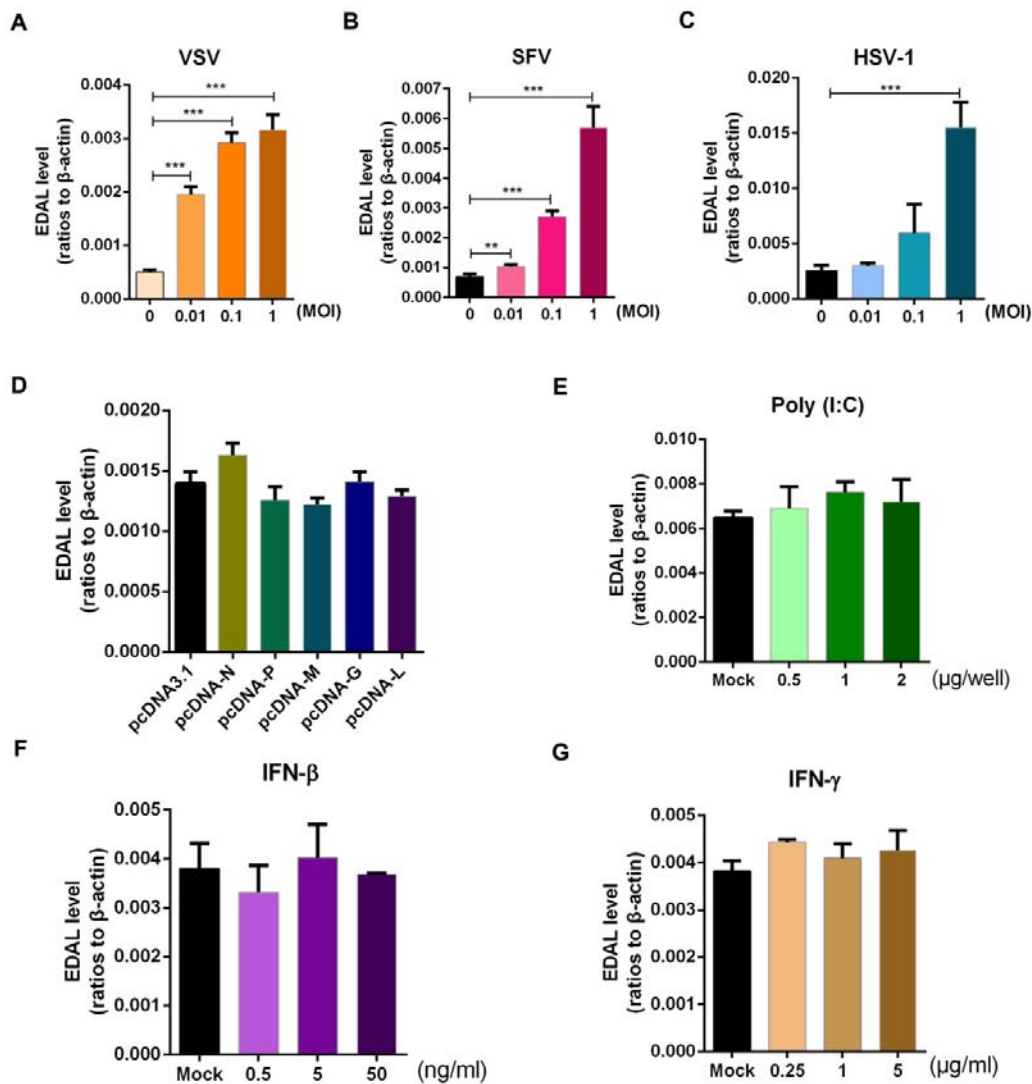 A
VSV
EDAL level
(ratios to β-actin)
0.004
0.003
0.002
0.001
0.000
***
***
***
0 0.01 0.1 1 (MOI)
B
SFV
EDAL level
(ratios to β-actin)
0.007
0.006
0.005
0.004
0.003
0.002
0.001
0.000
***
***
**
0 0.01 0.1 1 (MOI)
C
HSV-1
EDAL level
(ratios to β-actin)
0.020
0.015
0.010
0.005
0.000
***
0 0.01 0.1 1 (MOI)
D
EDAL level
(ratios to β-actin)
0.0020
0.0015
0.0010
0.0005
0.0000
pcDNA3.1 pcDNA-N pcDNA-P pcDNA-M pcDNA-G pcDNA-L
E
Poly (I:C)
EDAL level
(ratios to β-actin)
0.010
0.008
0.006
0.004
0.002
0.000
Mock 0.5 1 2 (µg/well)
F
IFN-β
EDAL level
(ratios to β-actin)
0.005
0.004
0.003
0.002
0.001
0.000
Mock 0.5 5 50 (ng/ml)
G
IFN-γ
EDAL level
(ratios to β-actin)
0.005
0.004
0.003
0.002
0.001
0.000
Mock 0.25 1 5 (µg/ml)